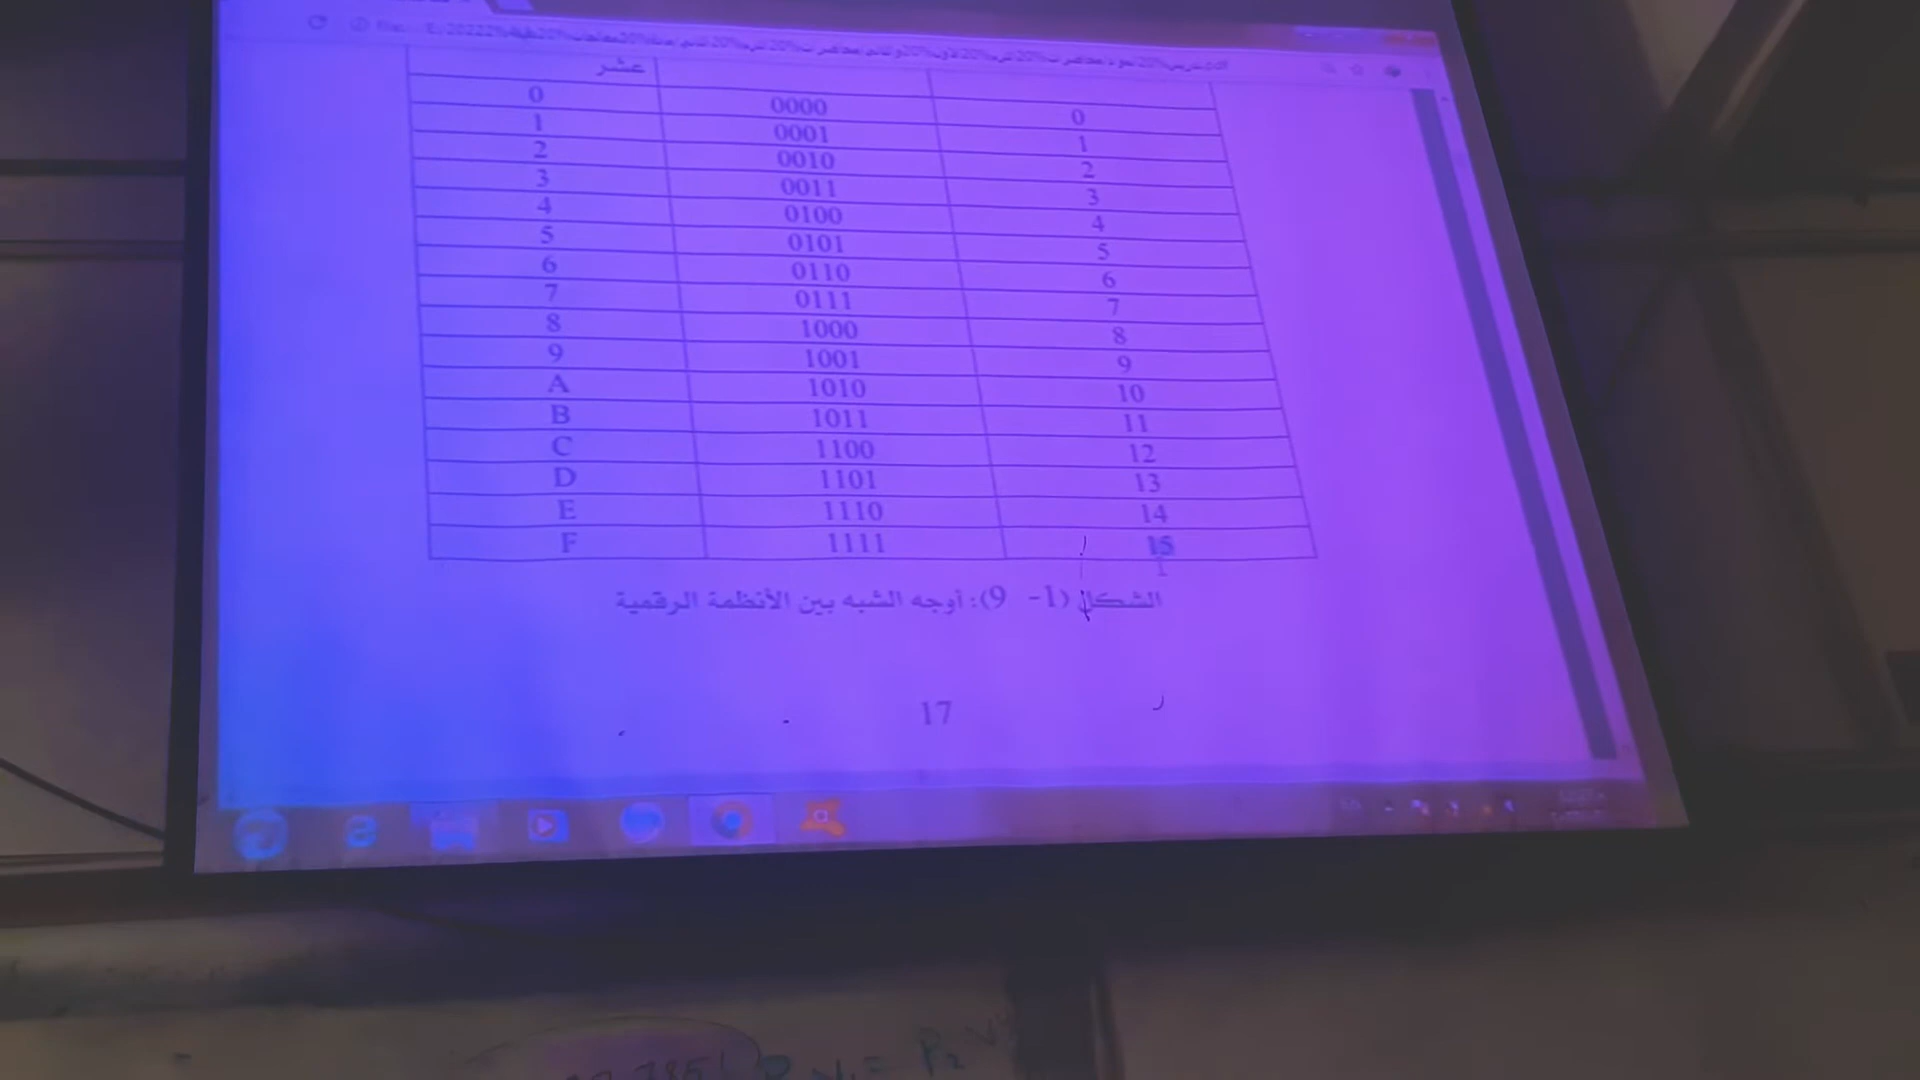 عشر
0 0000 0
1 0001 1
2 0010 2
3 0011 3
4 0100 4
5 0101 5
6 0110 6
7 0111 7
8 1000 8
9 1001 9
A 1010 10
B 1011 11
C 1100 12
D 1101 13
E 1110 14
F 1111 15
الشكل (1- 9): أوجه الشبه بين الأنظمة الرقمية
17
= P2